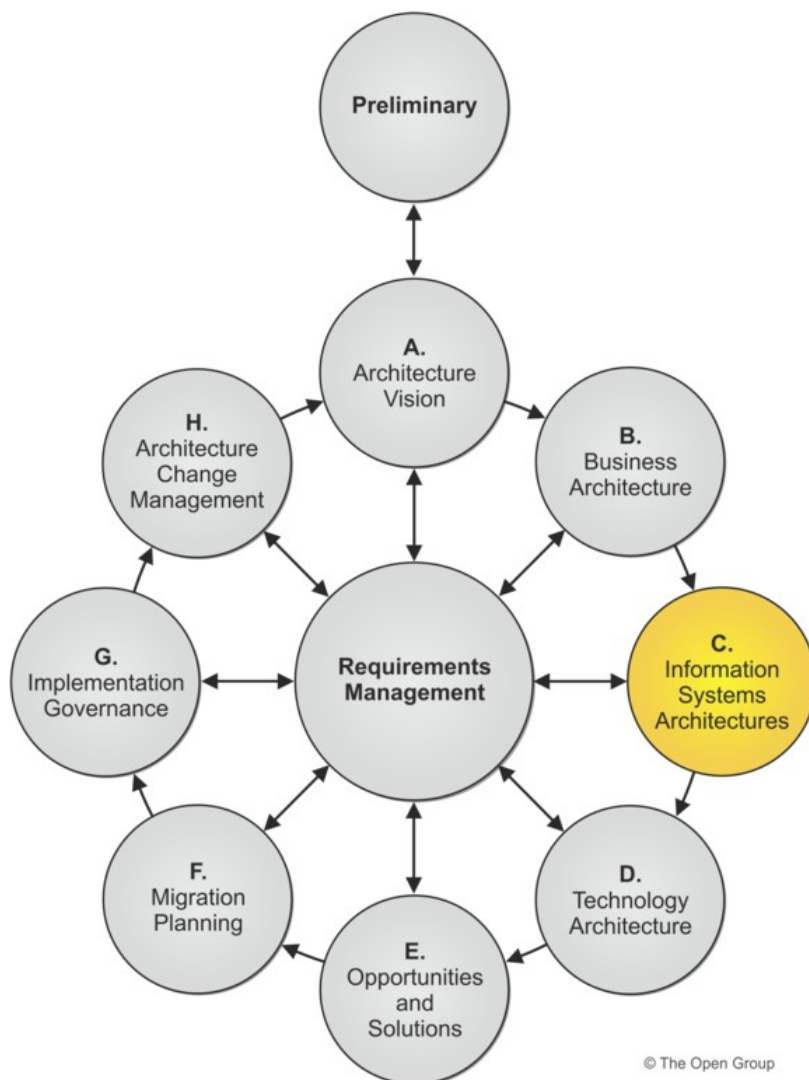 Preliminary
A.
Architecture
Vision
B.
Business
Architecture
C.
Information
Systems
Architectures
D.
Technology
Architecture
E.
Opportunities
and
Solutions
F.
Migration
Planning
G.
Implementation
Governance
H.
Architecture
Change
Management
Requirements
Management
© The Open Group